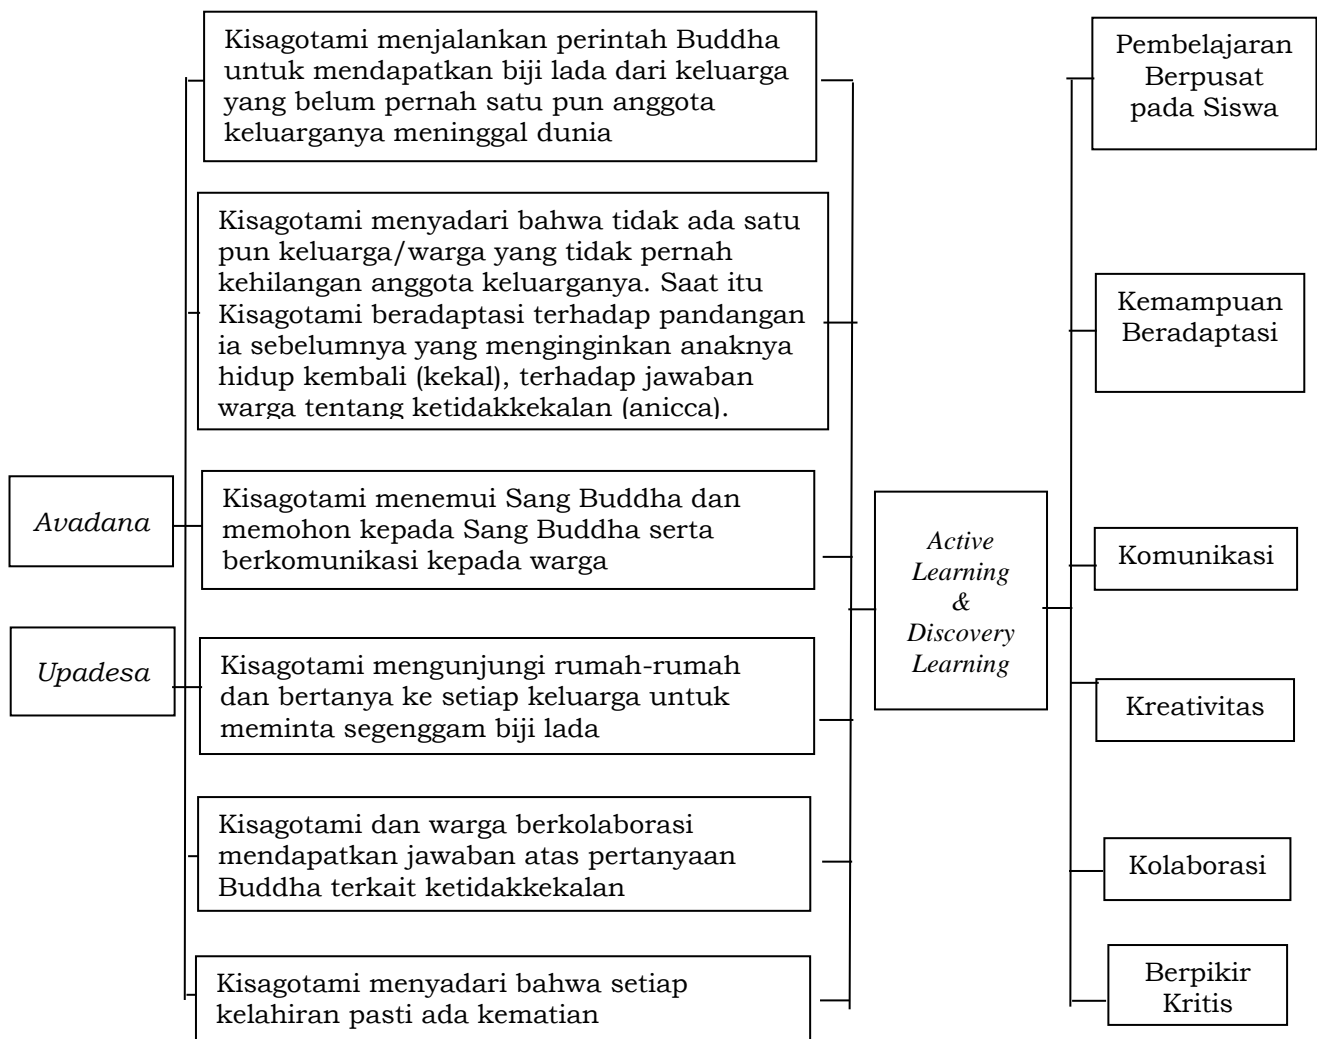 Avadana
Upadesa
Kisagotami menjalankan perintah Buddha
untuk mendapatkan biji lada dari keluarga
yang belum pernah satu pun anggota
keluarganya meninggal dunia
Kisagotami menyadari bahwa tidak ada satu
pun keluarga/warga yang tidak pernah
kehilangan anggota keluarganya. Saat itu
Kisagotami beradaptasi terhadap pandangan
ia sebelumnya yang menginginkan anaknya
hidup kembali (kekal), terhadap jawaban
warga tentang ketidakkekalan (anicca).
Kisagotami menemui Sang Buddha dan
memohon kepada Sang Buddha serta
berkomunikasi kepada warga
Kisagotami mengunjungi rumah-rumah
dan bertanya ke setiap keluarga untuk
meminta segenggam biji lada
Kisagotami dan warga berkolaborasi
mendapatkan jawaban atas pertanyaan
Buddha terkait ketidakkekalan
Kisagotami menyadari bahwa setiap
kelahiran pasti ada kematian
Active
Learning
&
Discovery
Learning
Pembelajaran
Berpusat
pada Siswa
Kemampuan
Beradaptasi
Komunikasi
Kreativitas
Kolaborasi
Berpikir
Kritis